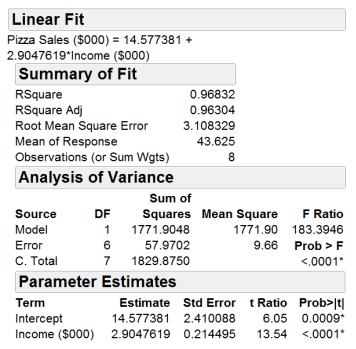 Linear Fit
Pizza Sales ($000) = 14.577381 +
2.9047619*Income ($000)
Summary of Fit
RSquare 0.96832
RSquare Adj 0.96304
Root Mean Square Error 3.108329
Mean of Response 43.625
Observations (or Sum Wgts) 8
Analysis of Variance
Sum of
Source DF Squares Mean Square F Ratio
Model 1 1771.9048 1771.90 183.3946
Error 6 57.9702 9.66 Prob > F
C. Total 7 1829.8750 <.0001*
Parameter Estimates
Term Estimate Std Error t Ratio Prob>|t|
Intercept 14.577381 2.410088 6.05 0.0009*
Income ($000) 2.9047619 0.214495 13.54 <.0001*